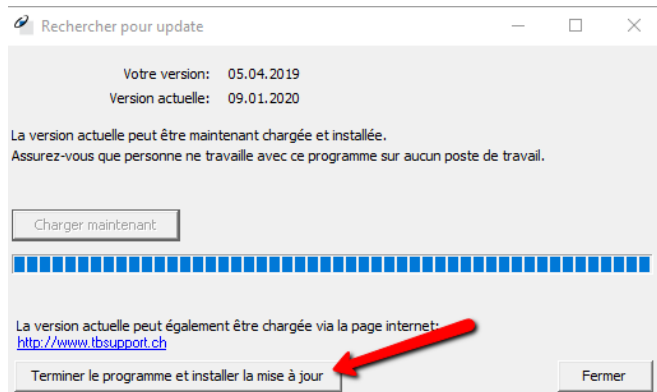 Rechercher pour update
Votre version: 05.04.2019
Version actuelle: 09.01.2020
La version actuelle peut être maintenant chargée et installée.
Assurez-vous que personne ne travaille avec ce programme sur aucun poste de travail.
Charger maintenant
La version actuelle peut également être chargée via la page internet:
http://www.tbsupport.ch
Terminer le programme et installer la mise à jour Fermer